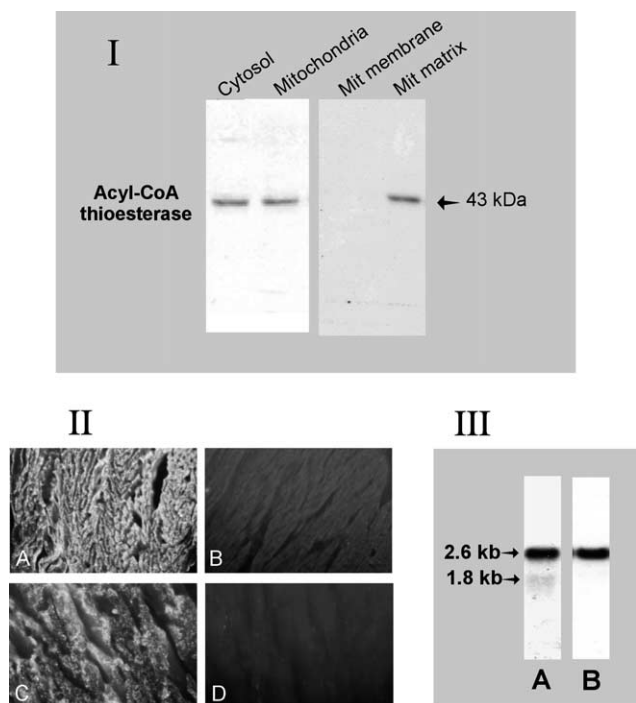 I
Cytosol
Mitochondria
Mit membrane
Mit matrix
Acyl-CoA
thioesterase
43 kDa
II
A
B
C
D
III
2.6 kb
1.8 kb
A
B